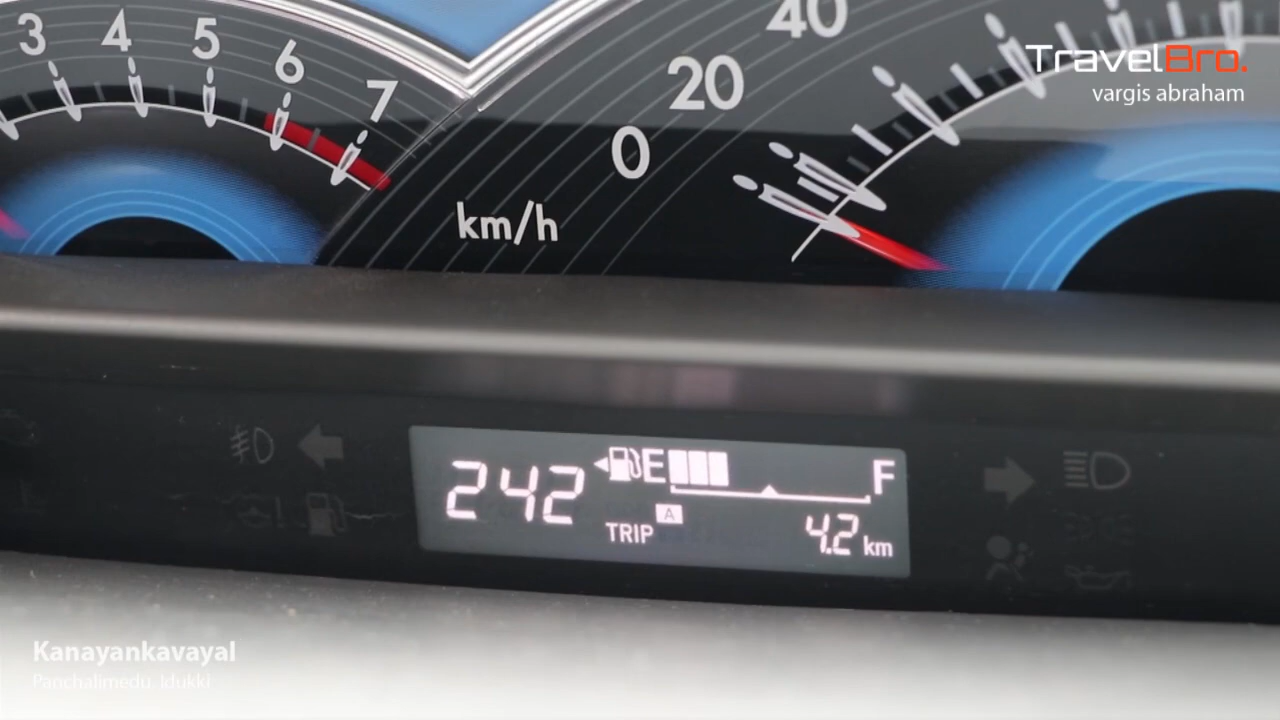 3 4 5 6 7
0 20 40
km/h
TravelBro.
vargis abraham
242 E F
TRIP A 4.2 km
Kanayankavayal
Panchalimedu, Idukki